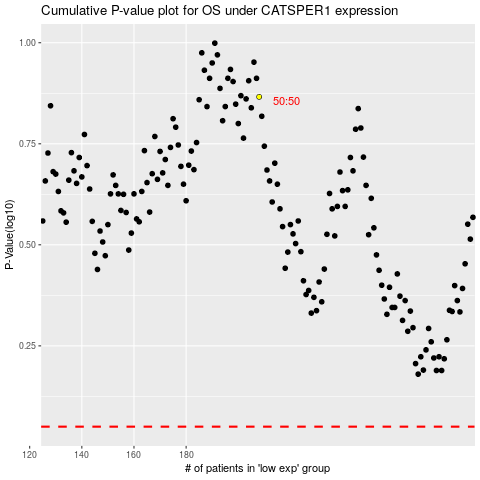 Cumulative P-value plot for OS under CATSPER1 expression
1.00
50:50
0.75
P-Value(log10)
0.50
0.25
120 140 160 180
# of patients in 'low exp' group